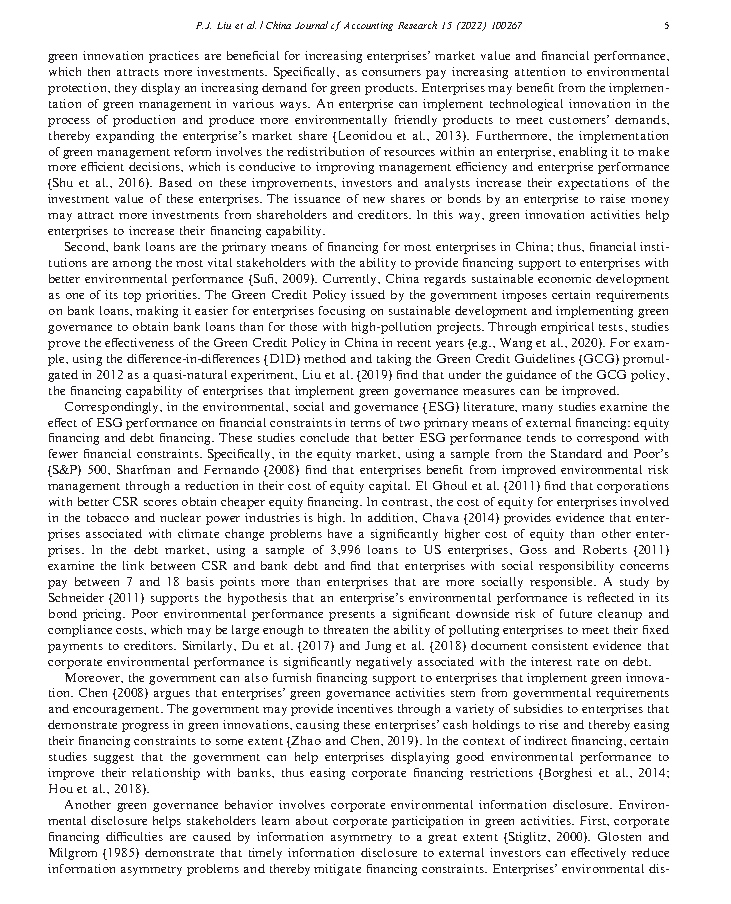 P.J. Liu et al. / China Journal of Accounting Research 15 (2022) 100267 5
green innovation practices are beneficial for increasing enterprises' market value and financial performance,
which then attracts more investments. Specifically, as consumers pay increasing attention to environmental
protection, they display an increasing demand for green products. Enterprises may benefit from the implemen-
tation of green management in various ways. An enterprise can implement technological innovation in the
process of production and produce more environmentally friendly products to meet customers' demands,
thereby expanding the enterprise's market share (Leonidou et al., 2013). Furthermore, the implementation
of green management reform involves the redistribution of resources within an enterprise, enabling it to make
more efficient decisions, which is conducive to improving management efficiency and enterprise performance
(Shu et al., 2016). Based on these improvements, investors and analysts increase their expectations of the
investment value of these enterprises. The issuance of new shares or bonds by an enterprise to raise money
may attract more investments from shareholders and creditors. In this way, green innovation activities help
enterprises to increase their financing capability.
Second, bank loans are the primary means of financing for most enterprises in China; thus, financial insti-
tutions are among the most vital stakeholders with the ability to provide financing support to enterprises with
better environmental performance (Sufi, 2009). Currently, China regards sustainable economic development
as one of its top priorities. The Green Credit Policy issued by the government imposes certain requirements
on bank loans, making it easier for enterprises focusing on sustainable development and implementing green
governance to obtain bank loans than for those with high-pollution projects. Through empirical tests, studies
prove the effectiveness of the Green Credit Policy in China in recent years (e.g., Wang et al., 2020). For exam-
ple, using the difference-in-differences (DID) method and taking the Green Credit Guidelines (GCG) promul-
gated in 2012 as a quasi-natural experiment, Liu et al. (2019) find that under the guidance of the GCG policy,
the financing capability of enterprises that implement green governance measures can be improved.
Correspondingly, in the environmental, social and governance (ESG) literature, many studies examine the
effect of ESG performance on financial constraints in terms of two primary means of external financing: equity
financing and debt financing. These studies conclude that better ESG performance tends to correspond with
fewer financial constraints. Specifically, in the equity market, using a sample from the Standard and Poor's
(S&P) 500, Sharfman and Fernando (2008) find that enterprises benefit from improved environmental risk
management through a reduction in their cost of equity capital. El Ghoul et al. (2011) find that corporations
with better CSR scores obtain cheaper equity financing. In contrast, the cost of equity for enterprises involved
in the tobacco and nuclear power industries is high. In addition, Chava (2014) provides evidence that enter-
prises associated with climate change problems have a significantly higher cost of equity than other enter-
prises. In the debt market, using a sample of 3,996 loans to US enterprises, Goss and Roberts (2011)
examine the link between CSR and bank debt and find that enterprises with social responsibility concerns
pay between 7 and 18 basis points more than enterprises that are more socially responsible. A study by
Schneider (2011) supports the hypothesis that an enterprise's environmental performance is reflected in its
bond pricing. Poor environmental performance presents a significant downside risk of future cleanup and
compliance costs, which may be large enough to threaten the ability of polluting enterprises to meet their fixed
payments to creditors. Similarly, Du et al. (2017) and Jung et al. (2018) document consistent evidence that
corporate environmental performance is significantly negatively associated with the interest rate on debt.
Moreover, the government can also furnish financing support to enterprises that implement green innova-
tion. Chen (2008) argues that enterprises' green governance activities stem from governmental requirements
and encouragement. The government may provide incentives through a variety of subsidies to enterprises that
demonstrate progress in green innovations, causing these enterprises' cash holdings to rise and thereby easing
their financing constraints to some extent (Zhao and Chen, 2019). In the context of indirect financing, certain
studies suggest that the government can help enterprises displaying good environmental performance to
improve their relationship with banks, thus easing corporate financing restrictions (Borghesi et al., 2014;
Hou et al., 2018).
Another green governance behavior involves corporate environmental information disclosure. Environ-
mental disclosure helps stakeholders learn about corporate participation in green activities. First, corporate
financing difficulties are caused by information asymmetry to a great extent (Stiglitz, 2000). Glosten and
Milgrom (1985) demonstrate that timely information disclosure to external investors can effectively reduce
information asymmetry problems and thereby mitigate financing constraints. Enterprises' environmental dis-